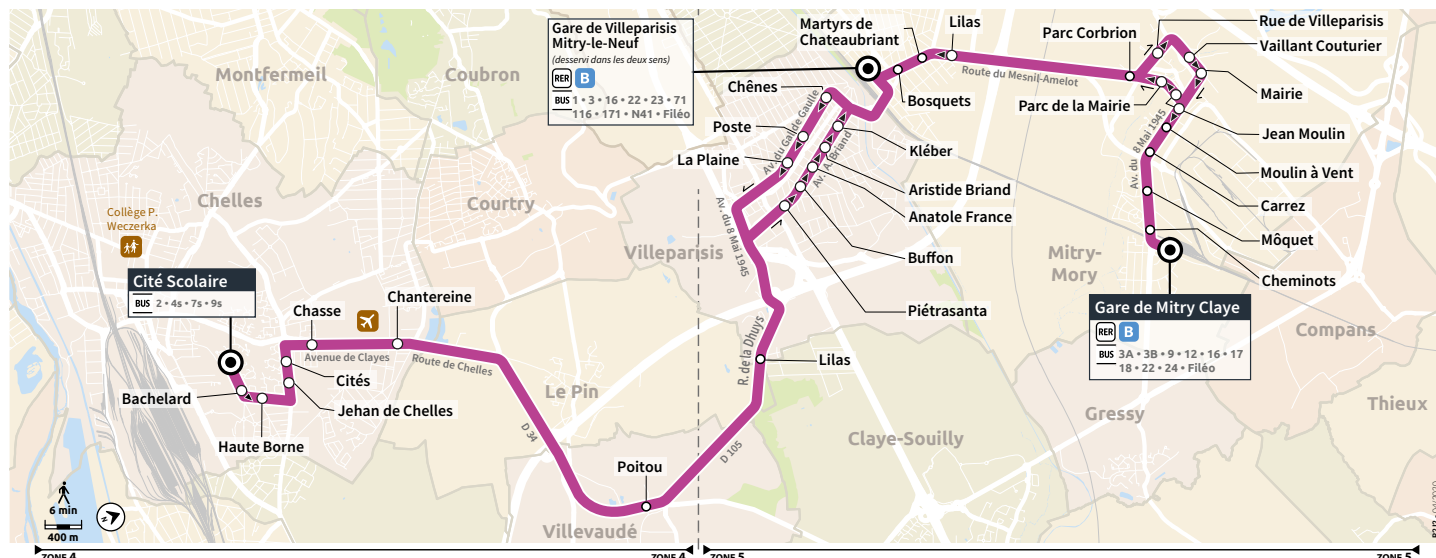 Gare de Villeparisis
Mitry-le-Neuf
(desservi dans les deux sens)
RER B
BUS 1 • 3 • 16 • 22 • 23 • 71
116 • 171 • N41 • Filéo
Martyrs de
Chateaubriant
Lilas
Parc Corbrion
Rue de Villeparisis
Vaillant Couturier
Mairie
Route du Mesnil-Amelot
Bosquets
Parc de la Mairie
Jean Moulin
Moulin à Vent
Carrez
Môquet
Cheminots
Av. du 8 Mai 1945
Montfermeil
Coubron
Chênes
Poste
La Plaine
Av. du Gal de Gaulle
Av. A. Briand
Kléber
Aristide Briand
Anatole France
Buffon
Piétrasanta
Chelles
Courtry
Villeparisis
Av. du 8 Mai 1945
Mitry-
Mory
Collège P.
Weczerka
Cité Scolaire
BUS 2 • 4s • 7s • 9s
Chasse
Chantereine
Avenue de Clayes
Route de Chelles
Cités
Jehan de Chelles
Bachelard
Haute Borne
R. de la Dhuys
Lilas
Gare de Mitry Claye
RER B
BUS 3A • 3B • 9 • 12 • 16 • 17
18 • 22 • 24 • Filéo
Compans
Le Pin
D 34
Gressy
Thieux
Claye-Souilly
D 105
Poitou
Villevaudé
6 min
400 m
N
ZONE 4
ZONE 4
ZONE 5
ZONE 5